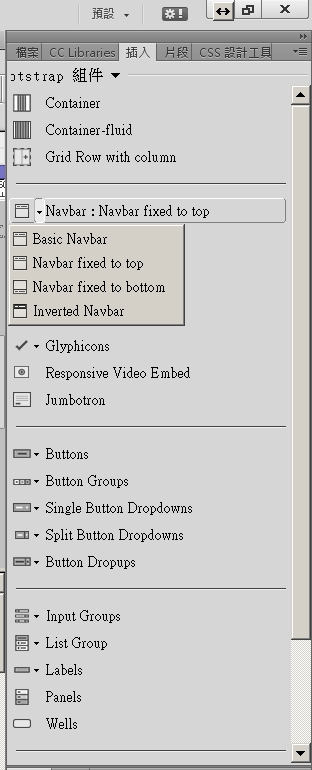 預設
檔案 CC Libraries 插入 片段 CSS 設計工具
otstrap 組件
Container
Container-fluid
Grid Row with column
Navbar : Navbar fixed to top
Basic Navbar
Navbar fixed to top
Navbar fixed to bottom
Inverted Navbar
Glyphicons
Responsive Video Embed
Jumbotron
Buttons
Button Groups
Single Button Dropdowns
Split Button Dropdowns
Button Dropups
Input Groups
List Group
Labels
Panels
Wells